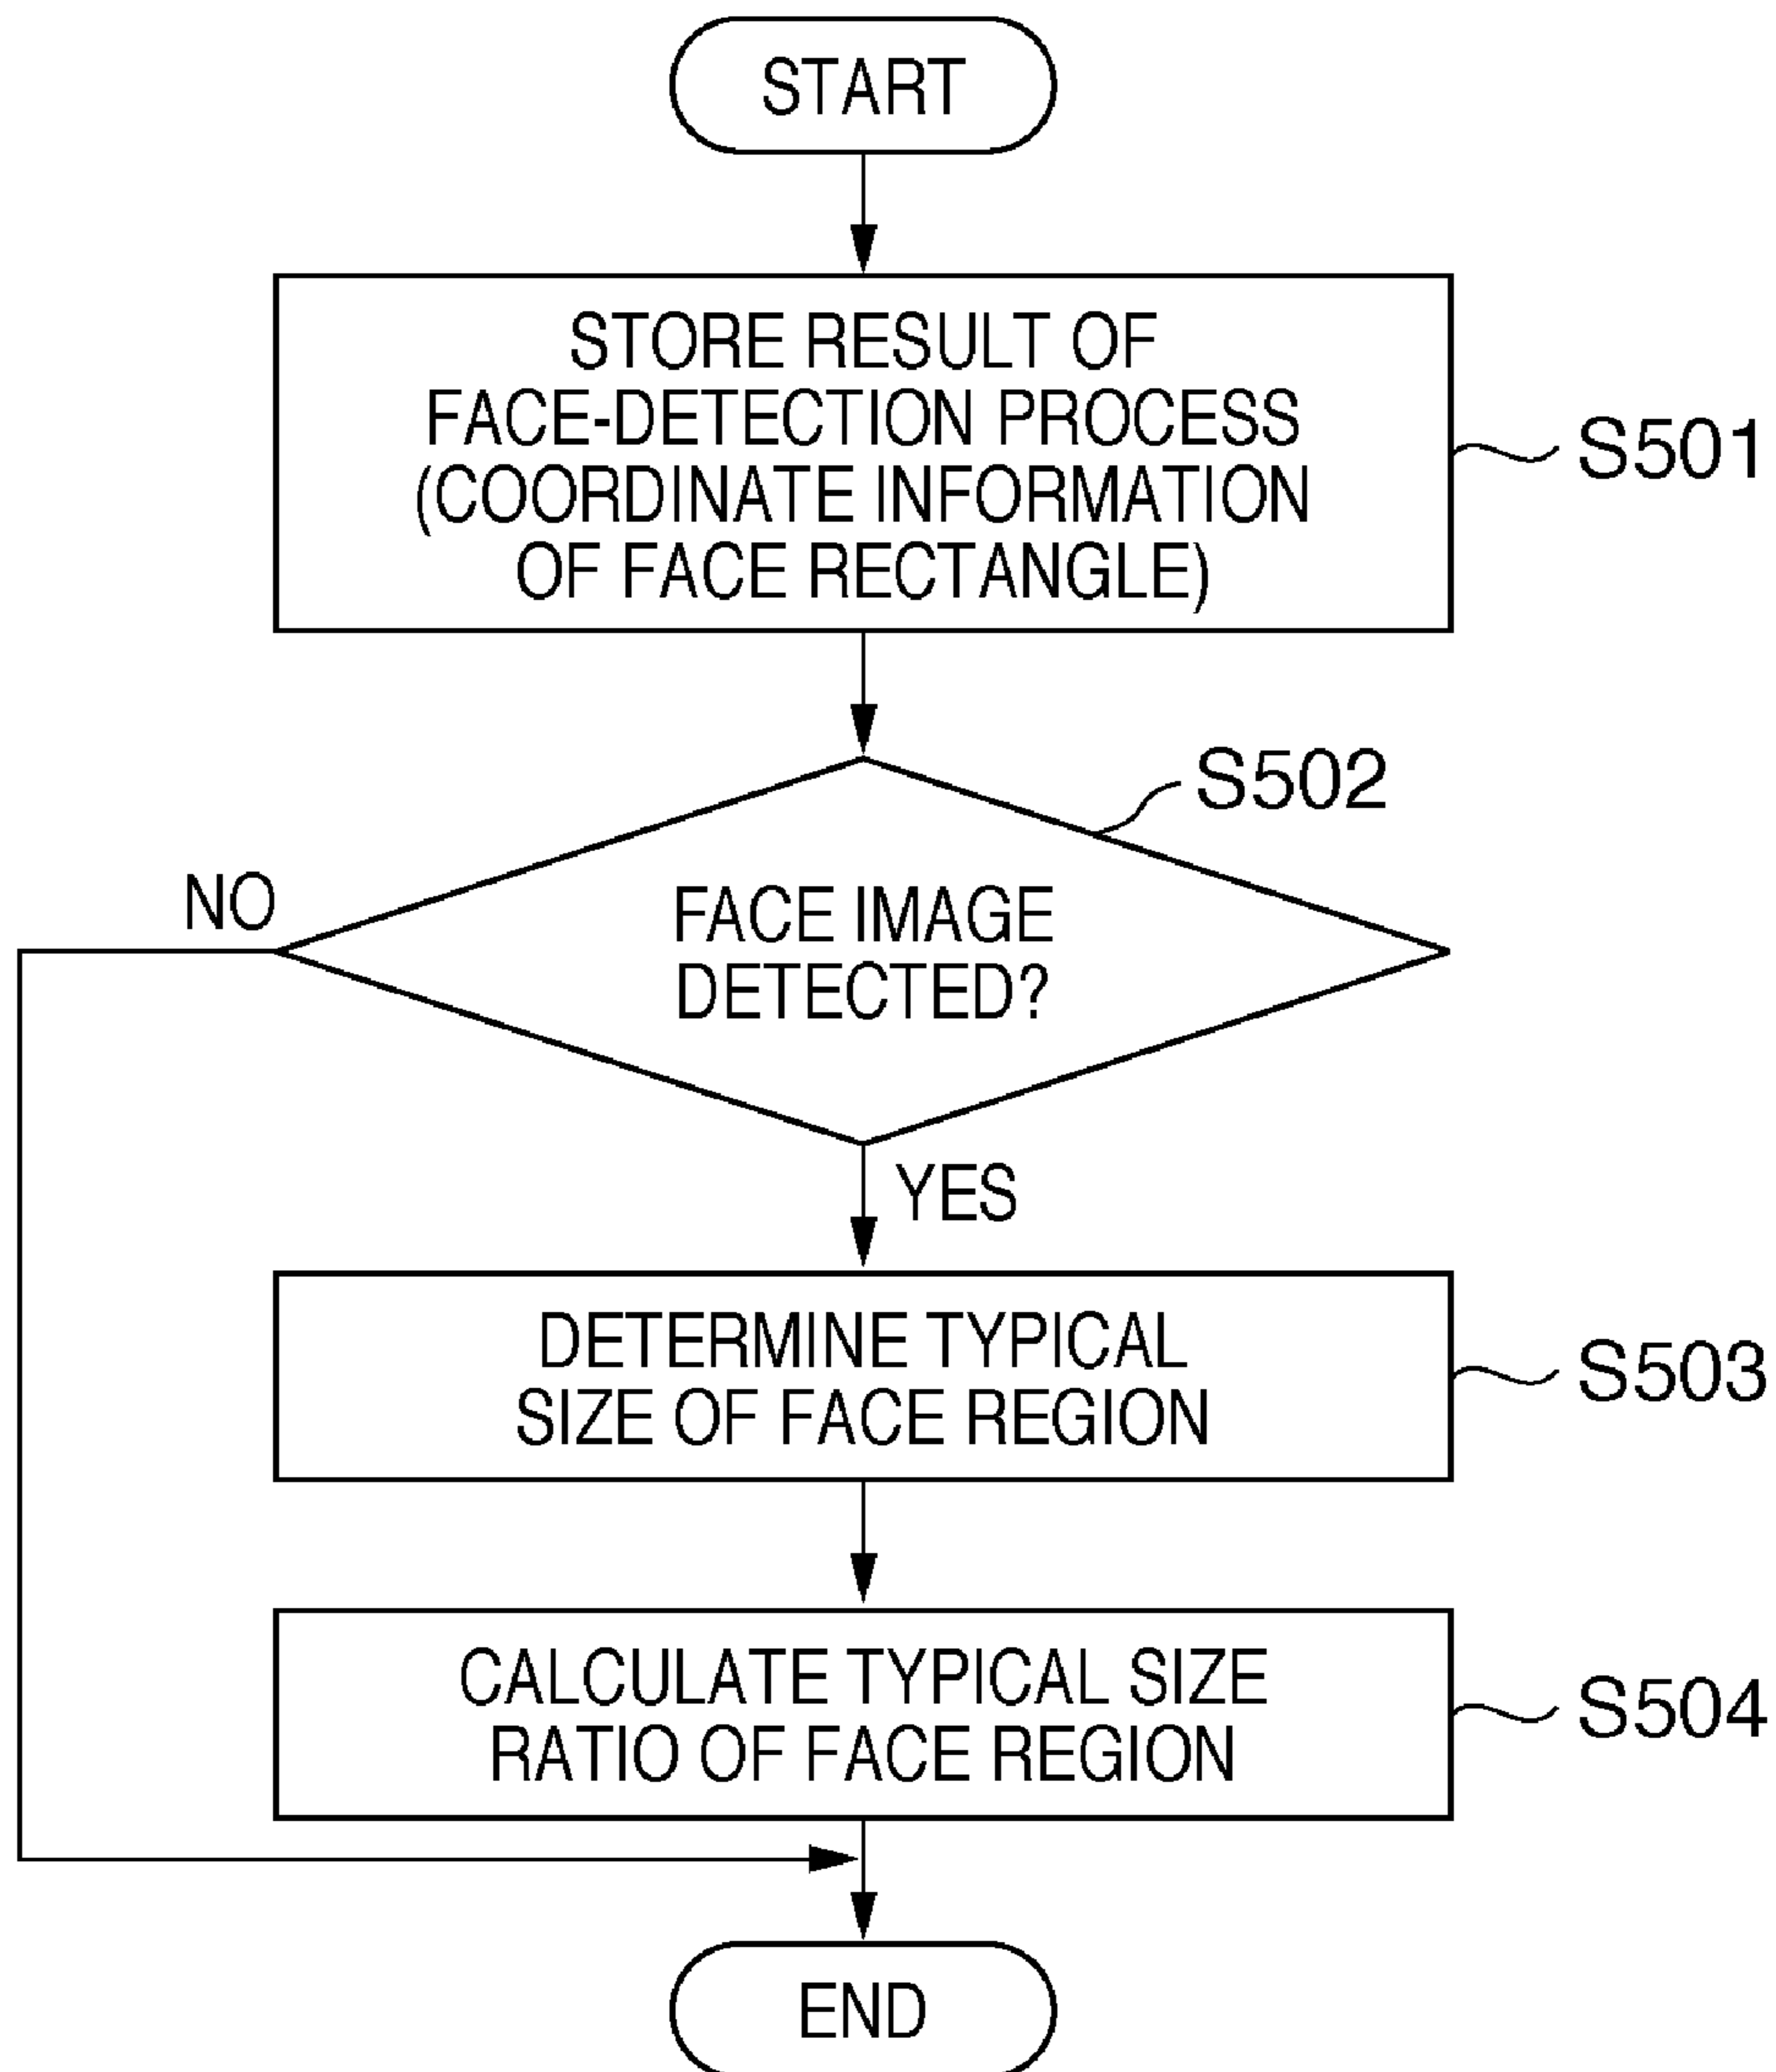 START
STORE RESULT OF
FACE-DETECTION PROCESS
(COORDINATE INFORMATION
OF FACE RECTANGLE)
S501
S502
NO
FACE IMAGE
DETECTED?
YES
DETERMINE TYPICAL
SIZE OF FACE REGION
S503
CALCULATE TYPICAL SIZE
RATIO OF FACE REGION
S504
END